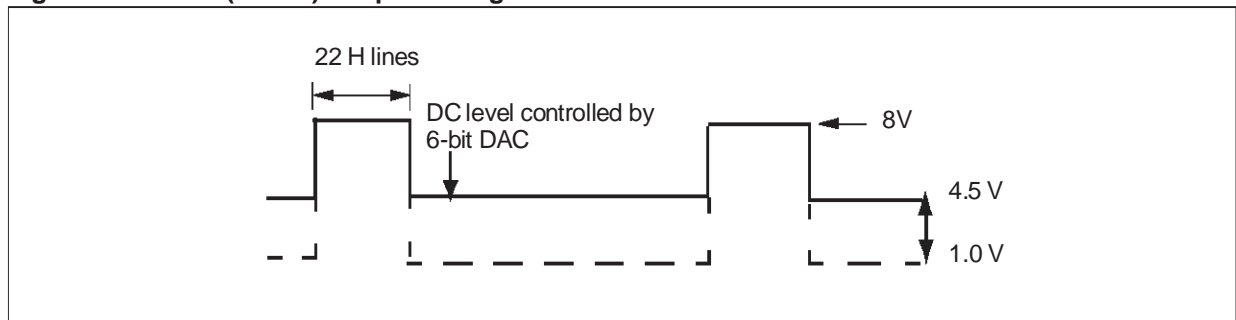 22 H lines
DC level controlled by
6-bit DAC
8V
4.5 V
1.0 V